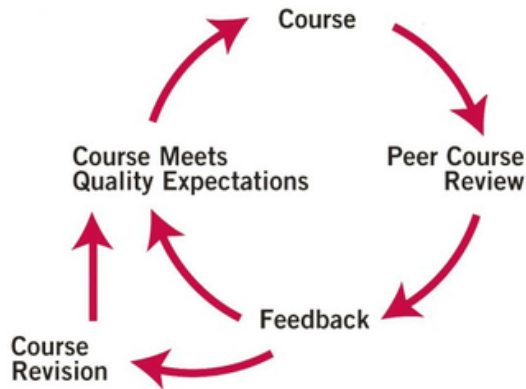 Course
Peer Course
Review
Feedback
Course
Revision
Course Meets
Quality Expectations